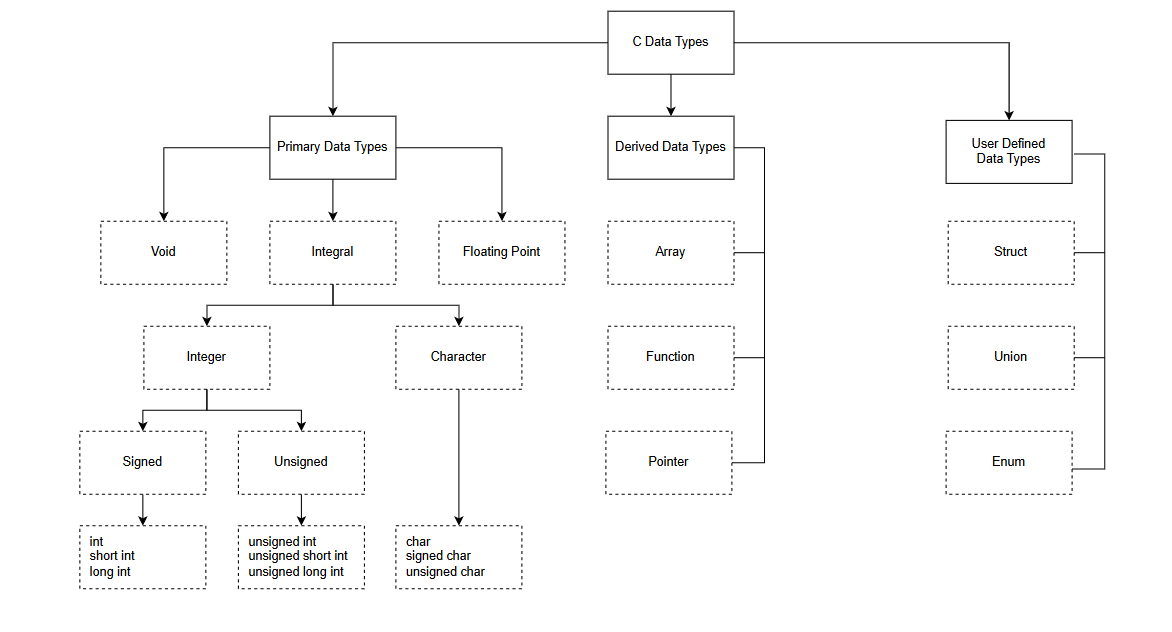 C Data Types
Primary Data Types
Derived Data Types
User Defined
Data Types
Void
Integral
Floating Point
Array
Struct
Integer
Character
Function
Union
Signed
Unsigned
Pointer
Enum
int
short int
long int
unsigned int
unsigned short int
unsigned long int
char
signed char
unsigned char